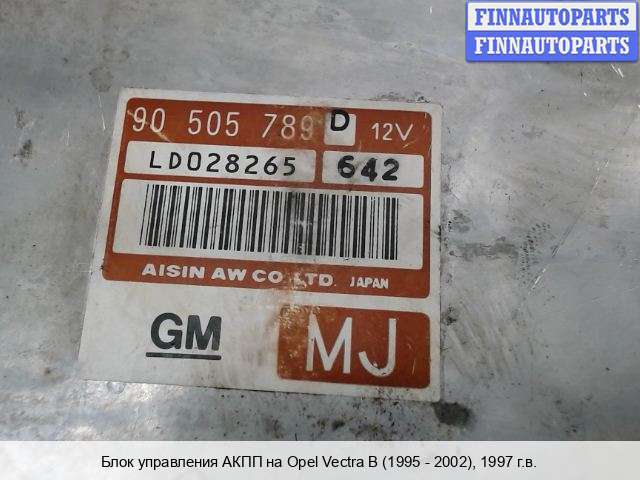 FINNAUTOPARTS
FINNAUTOPARTS
90 505 789 D 12V
LD028265 642
AISIN AW CO., LTD. JAPAN
GM MJ
Блок управления АКПП на Opel Vectra B (1995 - 2002), 1997 г.в.